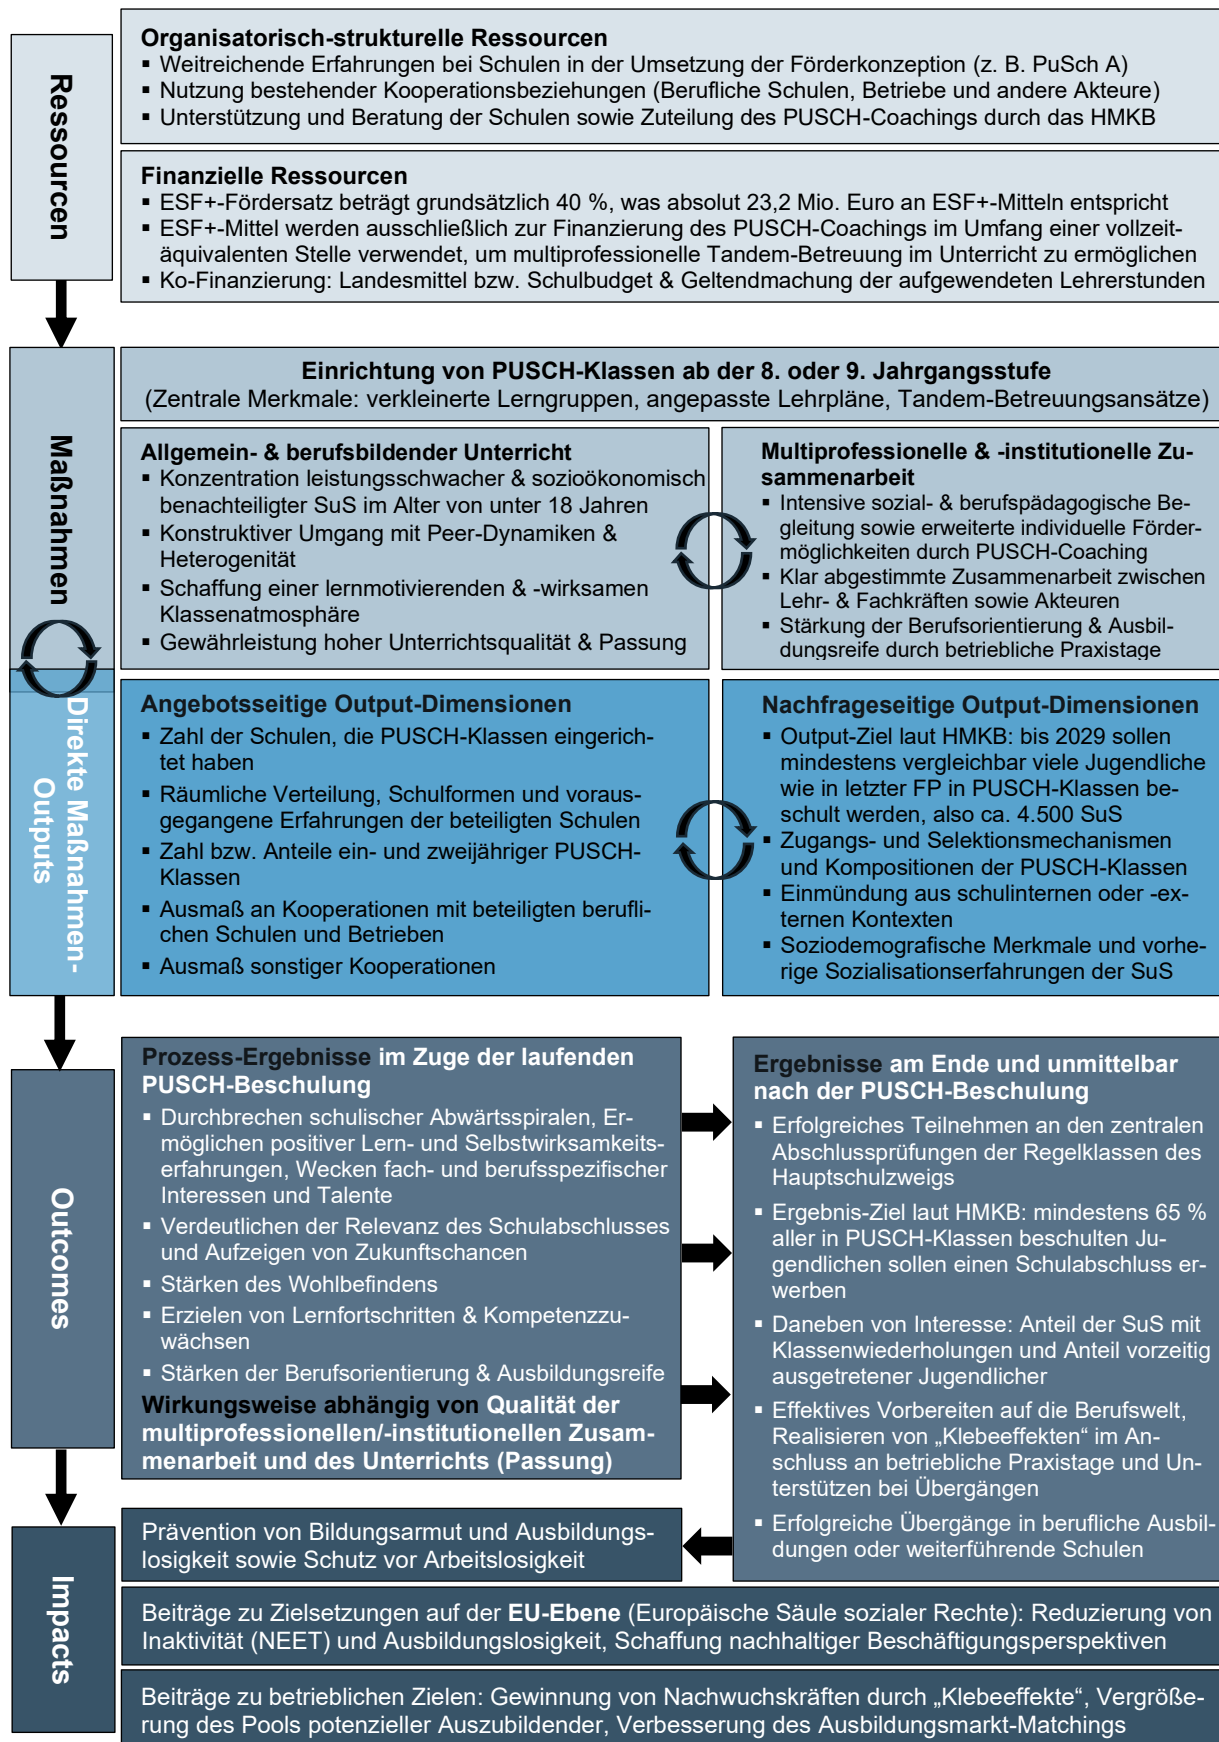 Ressourcen
Organisatorisch-strukturelle Ressourcen
▪ Weitreichende Erfahrungen bei Schulen in der Umsetzung der Förderkonzeption (z. B. PuSch A)
▪ Nutzung bestehender Kooperationsbeziehungen (Berufliche Schulen, Betriebe und andere Akteure)
▪ Unterstützung und Beratung der Schulen sowie Zuteilung des PUSCH-Coachings durch das HMKB
Finanzielle Ressourcen
▪ ESF+-Fördersatz beträgt grundsätzlich 40 %, was absolut 23,2 Mio. Euro an ESF+-Mitteln entspricht
▪ ESF+-Mittel werden ausschließlich zur Finanzierung des PUSCH-Coachings im Umfang einer vollzeit-
äquivalenten Stelle verwendet, um multiprofessionelle Tandem-Betreuung im Unterricht zu ermöglichen
▪ Ko-Finanzierung: Landesmittel bzw. Schulbudget & Geltendmachung der aufgewendeten Lehrerstunden
Maßnahmen
Einrichtung von PUSCH-Klassen ab der 8. oder 9. Jahrgangsstufe
(Zentrale Merkmale: verkleinerte Lerngruppen, angepasste Lehrpläne, Tandem-Betreuungsansätze)
Allgemein- & berufsbildender Unterricht
▪ Konzentration leistungsschwacher & sozioökonomisch
benachteiligter SuS im Alter von unter 18 Jahren
▪ Konstruktiver Umgang mit Peer-Dynamiken &
Heterogenität
▪ Schaffung einer lernmotivierenden & -wirksamen
Klassenatmosphäre
▪ Gewährleistung hoher Unterrichtsqualität & Passung
Multiprofessionelle & -institutionelle Zu-
sammenarbeit
▪ Intensive sozial- & berufspädagogische Be-
gleitung sowie erweiterte individuelle Förder-
möglichkeiten durch PUSCH-Coaching
▪ Klar abgestimmte Zusammenarbeit zwischen
Lehr- & Fachkräften sowie Akteuren
▪ Stärkung der Berufsorientierung & Ausbil-
dungsreife durch betriebliche Praxistage
Direkte Maßnahmen-
Outputs
Angebotsseitige Output-Dimensionen
▪ Zahl der Schulen, die PUSCH-Klassen eingerich-
tet haben
▪ Räumliche Verteilung, Schulformen und voraus-
gegangene Erfahrungen der beteiligten Schulen
▪ Zahl bzw. Anteile ein- und zweijähriger PUSCH-
Klassen
▪ Ausmaß an Kooperationen mit beteiligten berufli-
chen Schulen und Betrieben
▪ Ausmaß sonstiger Kooperationen
Nachfrageseitige Output-Dimensionen
▪ Output-Ziel laut HMKB: bis 2029 sollen
mindestens vergleichbar viele Jugendliche
wie in letzter FP in PUSCH-Klassen be-
schult werden, also ca. 4.500 SuS
▪ Zugangs- und Selektionsmechanismen
und Kompositionen der PUSCH-Klassen
▪ Einmündung aus schulinternen oder -ex-
ternen Kontexten
▪ Soziodemografische Merkmale und vorhe-
rige Sozialisationserfahrungen der SuS
Outcomes
Prozess-Ergebnisse im Zuge der laufenden
PUSCH-Beschulung
▪ Durchbrechen schulischer Abwärtsspiralen, Er-
möglichen positiver Lern- und Selbstwirksamkeits-
erfahrungen, Wecken fach- und berufsspezifischer
Interessen und Talente
▪ Verdeutlichen der Relevanz des Schulabschlusses
und Aufzeigen von Zukunftschancen
▪ Stärken des Wohlbefindens
▪ Erzielen von Lernfortschritten & Kompetenzzu-
wächsen
▪ Stärken der Berufsorientierung & Ausbildungsreife
Wirkungsweise abhängig von Qualität der
multiprofessionellen/-institutionellen Zusam-
menarbeit und des Unterrichts (Passung)
Ergebnisse am Ende und unmittelbar
nach der PUSCH-Beschulung
▪ Erfolgreiches Teilnehmen an den zentralen
Abschlussprüfungen der Regelklassen des
Hauptschulzweigs
▪ Ergebnis-Ziel laut HMKB: mindestens 65 %
aller in PUSCH-Klassen beschulten Ju-
gendlichen sollen einen Schulabschluss er-
werben
▪ Daneben von Interesse: Anteil der SuS mit
Klassenwiederholungen und Anteil vorzeitig
ausgetretener Jugendlicher
▪ Effektives Vorbereiten auf die Berufswelt,
Realisieren von „Klebeeffekten“ im An-
schluss an betriebliche Praxistage und Un-
terstützen bei Übergängen
▪ Erfolgreiche Übergänge in berufliche Ausbil-
dungen oder weiterführende Schulen
Impacts
Prävention von Bildungsarmut und Ausbildungs-
losigkeit sowie Schutz vor Arbeitslosigkeit
Beiträge zu Zielsetzungen auf der EU-Ebene (Europäische Säule sozialer Rechte): Reduzierung von
Inaktivität (NEET) und Ausbildungslosigkeit, Schaffung nachhaltiger Beschäftigungsperspektiven
Beiträge zu betrieblichen Zielen: Gewinnung von Nachwuchskräften durch „Klebeeffekte“, Vergröße-
rung des Pools potenzieller Auszubildender, Verbesserung des Ausbildungsmarkt-Matchings